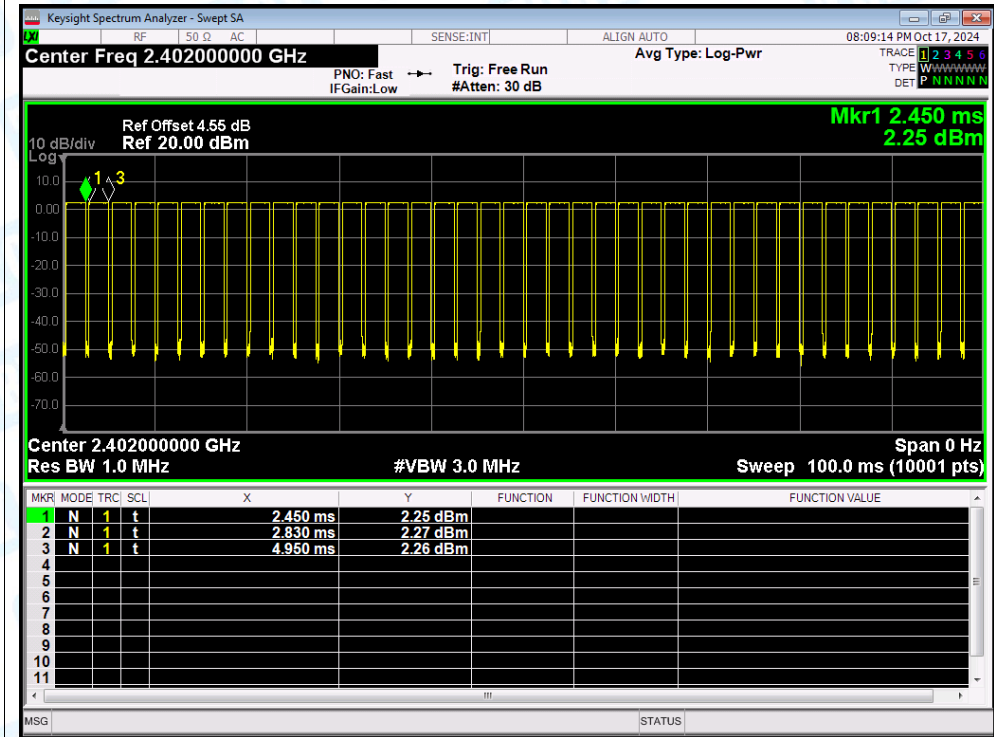 Keysight Spectrum Analyzer - Swept SA
LXI RF 50 Ω AC SENSE:INT ALIGN AUTO 08:09:14 PM Oct 17, 2024
Center Freq 2.402000000 GHz
Avg Type: Log-Pwr
TRACE 1 2 3 4 5 6
TYPE WWWWWW
DET P N N N N N
PNO: Fast
IFGain:Low
Trig: Free Run
#Atten: 30 dB
Mkr1 2.450 ms
2.25 dBm
Ref Offset 4.55 dB
10 dB/div Ref 20.00 dBm
Log
1 3
10.0
0.00
-10.0
-20.0
-30.0
-40.0
-50.0
-60.0
-70.0
Center 2.402000000 GHz Span 0 Hz
Res BW 1.0 MHz #VBW 3.0 MHz Sweep 100.0 ms (10001 pts)
MKR MODE TRC SCL X Y FUNCTION FUNCTION WIDTH FUNCTION VALUE
1 N 1 t 2.450 ms 2.25 dBm
2 N 1 t 2.830 ms 2.27 dBm
3 N 1 t 4.950 ms 2.26 dBm
4
5
6
7
8
9
10
11
MSG STATUS